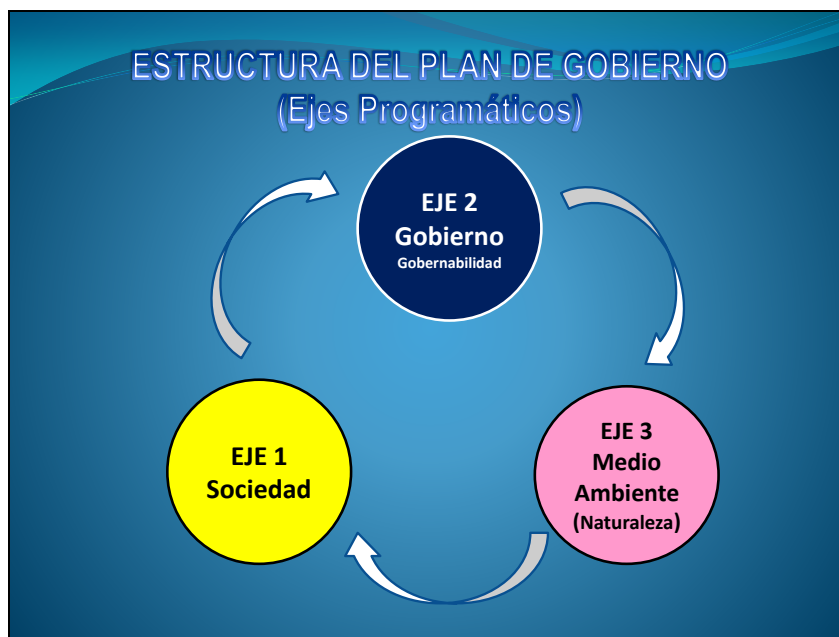 ESTRUCTURA DEL PLAN DE GOBIERNO
(Ejes Programáticos)
EJE 2
Gobierno
Gobernabilidad
EJE 1
Sociedad
EJE 3
Medio
Ambiente
(Naturaleza)